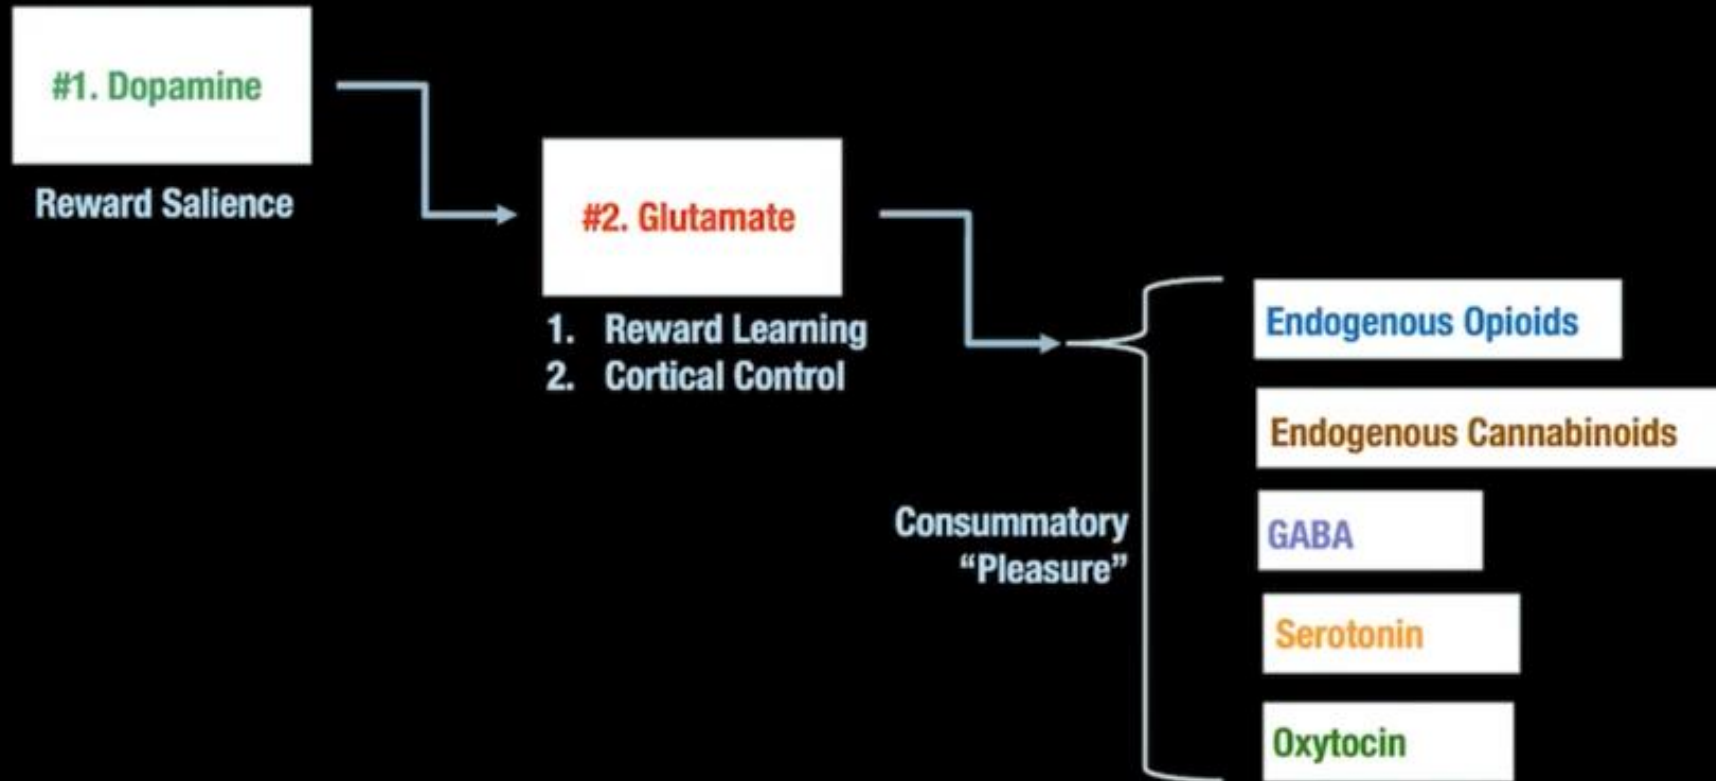 #1. Dopamine
Reward Salience
#2. Glutamate
1. Reward Learning
2. Cortical Control
Consummatory
“Pleasure”
Endogenous Opioids
Endogenous Cannabinoids
GABA
Serotonin
Oxytocin